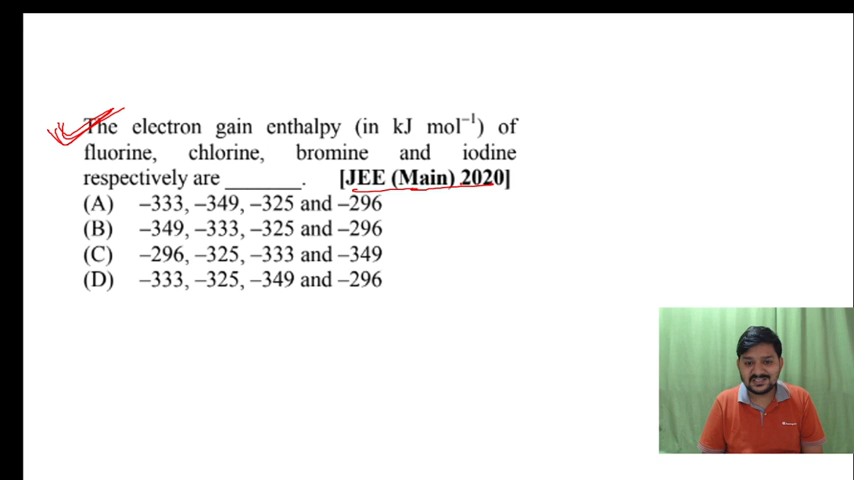 The electron gain enthalpy (in kJ mol⁻¹) of
fluorine, chlorine, bromine and iodine
respectively are _______. [JEE (Main) 2020]
(A) –333, –349, –325 and –296
(B) –349, –333, –325 and –296
(C) –296, –325, –333 and –349
(D) –333, –325, –349 and –296